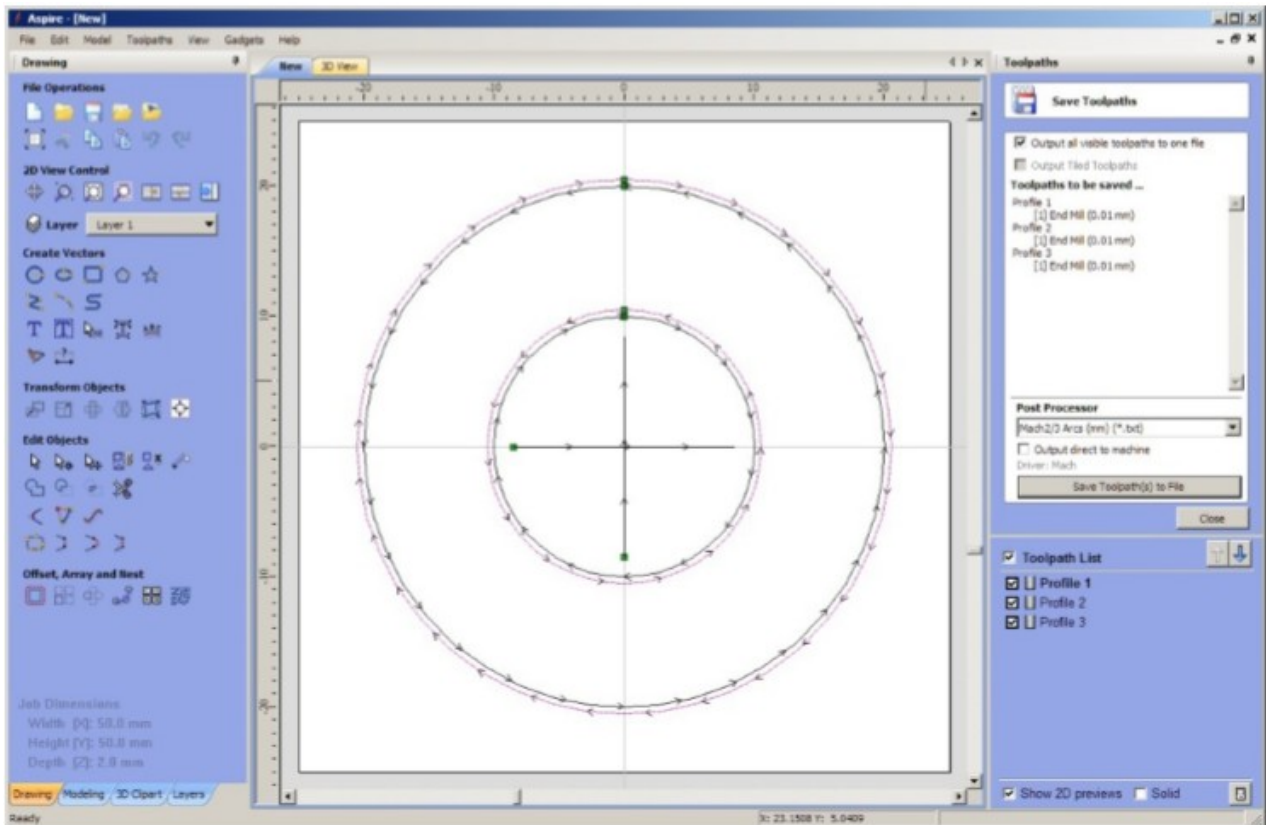 Aspire - [New]
File Edit Model Toolpaths View Gadgets Help
Drawing
File Operations
2D View Control
Layer Layer 1
Create Vectors
Transform Objects
Edit Objects
Offset, Array and Nest
Job Dimensions
Width [X]: 50.0 mm
Height [Y]: 50.0 mm
Depth [Z]: 2.0 mm
Drawing Modeling 3D Clipart Layers
Ready
New 3D View
-20 -10 0 10 20
20
10
0
-10
-20
X: 23.1508 Y: 5.0409
Toolpaths
Save Toolpaths
Output all visible toolpaths to one file
Output Tiled Toolpaths
Toolpaths to be saved ...
Profile 1
[1] End Mill (0.01 mm)
Profile 2
[1] End Mill (0.01 mm)
Profile 3
[1] End Mill (0.01 mm)
Post Processor
Mach2/3 Arcs (mm) (*.txt)
Output direct to machine
Driver: Mach
Save Toolpath(s) to File
Close
Toolpath List
Profile 1
Profile 2
Profile 3
Show 2D previews Solid